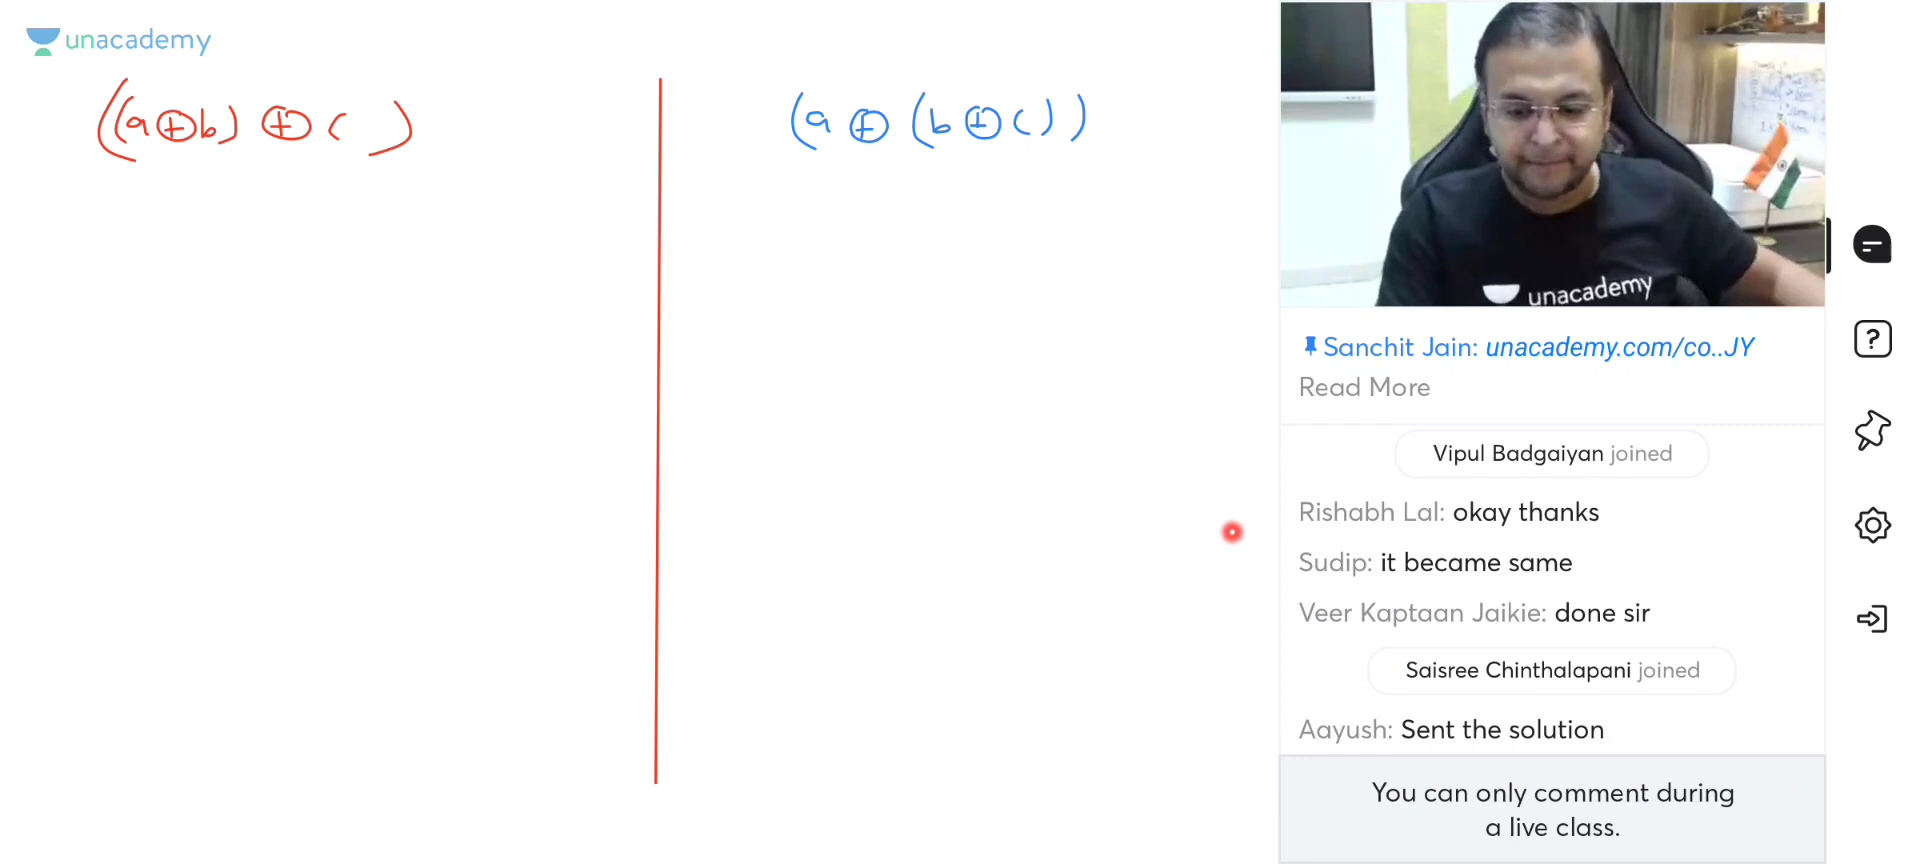 unacademy
((a ⊕ b) ⊕ c )
(a ⊕ (b ⊕ c))
unacademy
Sanchit Jain: unacademy.com/co..JY
Read More
Vipul Badgaiyan joined
Rishabh Lal: okay thanks
Sudip: it became same
Veer Kaptaan Jaikie: done sir
Saisree Chinthalapani joined
Aayush: Sent the solution
You can only comment during
a live class.
?